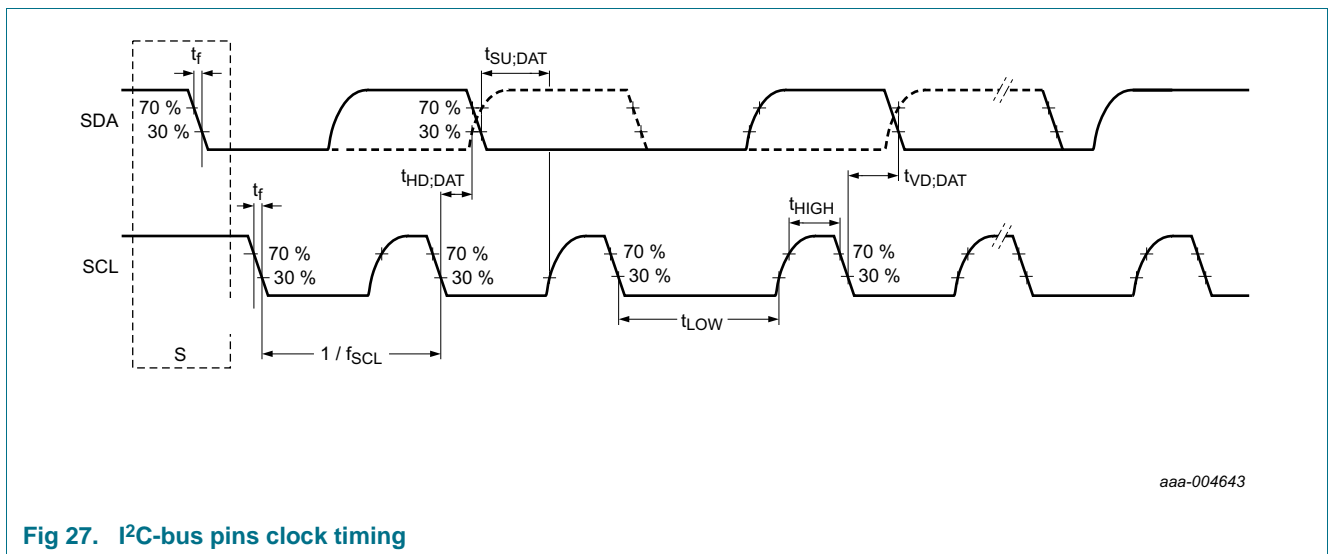 tf
tSU;DAT
70 %
30 %
SDA
70 %
30 %
tHD;DAT
tVD;DAT
tf
tHIGH
SCL
70 %
30 %
70 %
30 %
70 %
30 %
70 %
30 %
tLOW
S
1 / fSCL
aaa-004643
Fig 27. I²C-bus pins clock timing